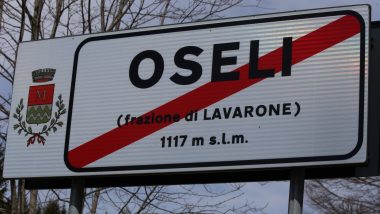 OSELI
(frazione di LAVARONE)
1117 m s.l.m.